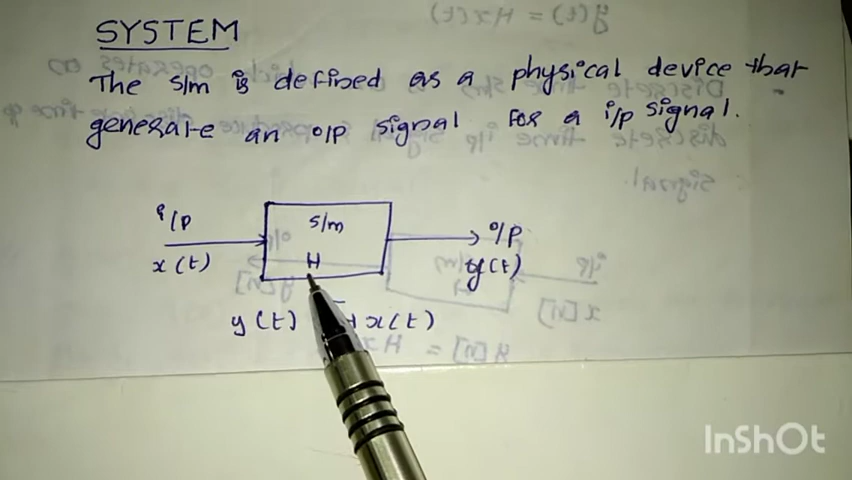 SYSTEM
The s/m is defined as a physical device that
generate an o/p signal for a i/p signal.
i/p s/m o/p
x(t) H y(t)
y(t) x(t)
InShOt